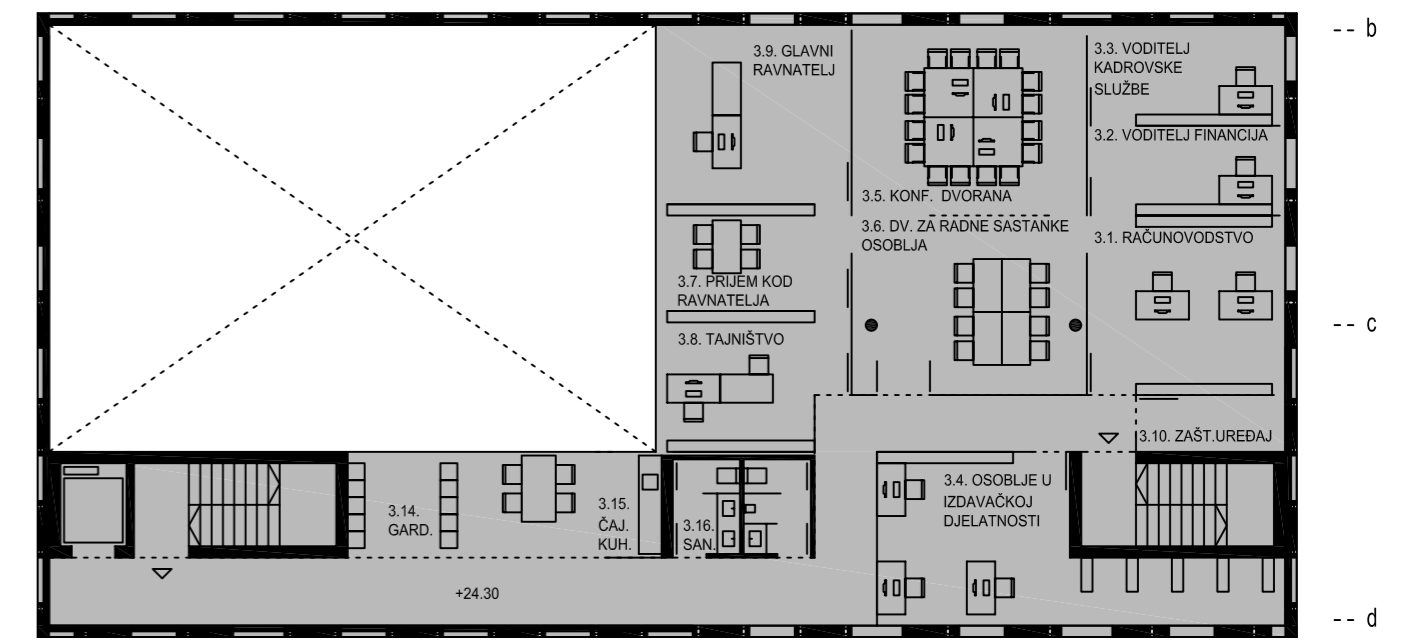 -- b
3.9. GLAVNI
RAVNATELJ
3.3. VODITELJ
KADROVSKE
SLUŽBE
3.2. VODITELJ FINANCIJA
3.5. KONF. DVORANA
3.6. DV. ZA RADNE SASTANKE
OSOBLJA
3.1. RAČUNOVODSTVO
3.7. PRIJEM KOD
RAVNATELJA
-- c
3.8. TAJNIŠTVO
3.10. ZAŠT.UREĐAJ
3.4. OSOBLJE U
IZDAVAČKOJ
DJELATNOSTI
3.14.
GARD.
3.15.
ČAJ.
KUH.
3.16.
SAN.
+24.30
-- d